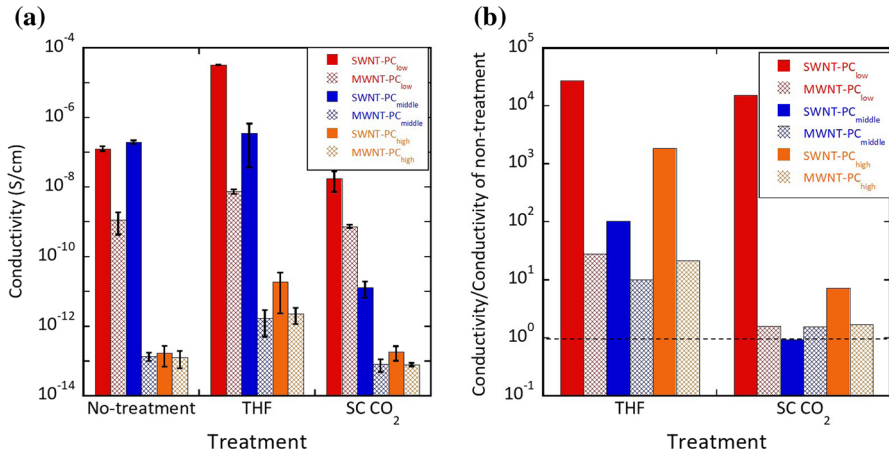 (a)
Conductivity (S/cm)
10^-4
10^-6
10^-8
10^-10
10^-12
10^-14
SWNT-PC_low
MWNT-PC_low
SWNT-PC_middle
MWNT-PC_middle
SWNT-PC_high
MWNT-PC_high
No-treatment THF SC CO_2
Treatment
(b)
Conductivity/Conductivity of non-treatment
10^5
10^4
10^3
10^2
10^1
10^0
10^-1
SWNT-PC_low
MWNT-PC_low
SWNT-PC_middle
MWNT-PC_middle
SWNT-PC_high
MWNT-PC_high
THF SC CO_2
Treatment